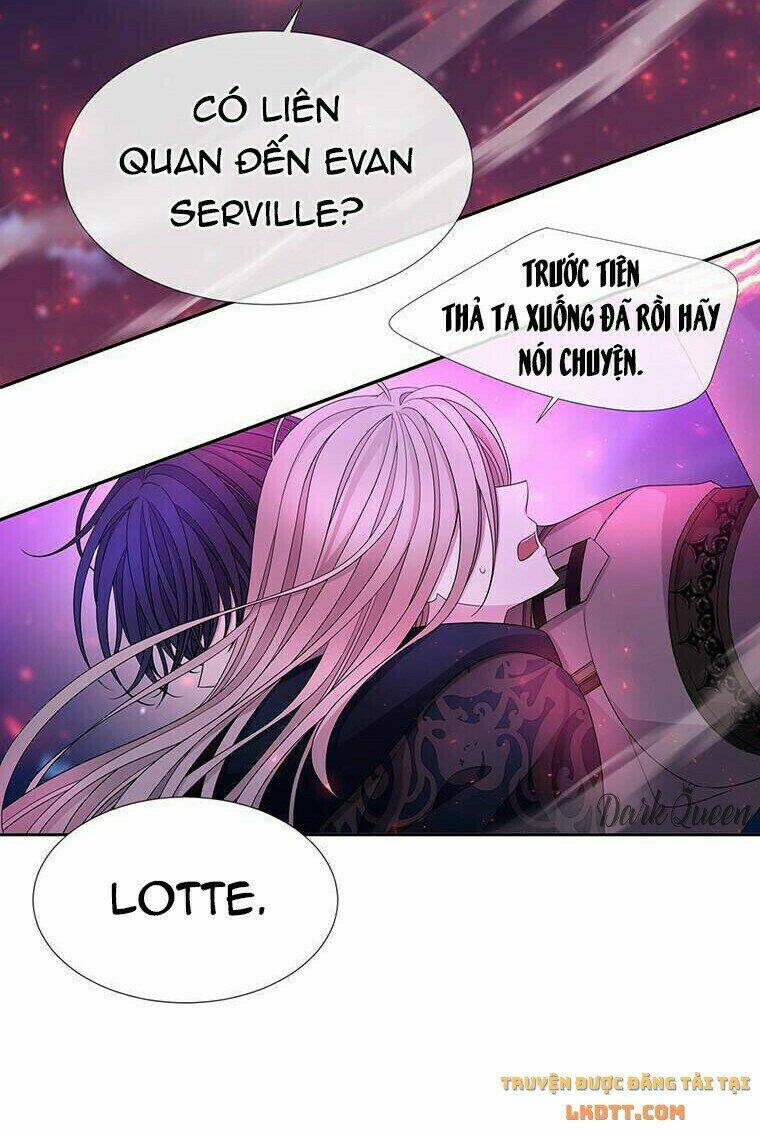 CÓ LIÊN
QUAN ĐẾN EVAN
SERVILLE?
TRƯỚC TIÊN
THẢ TA XUỐNG ĐÃ RỒI HÃY
NÓI CHUYỆN.
DarkQueen
LOTTE.
TRUYỆN ĐƯỢC ĐĂNG TẢI TẠI
LKDTT.COM